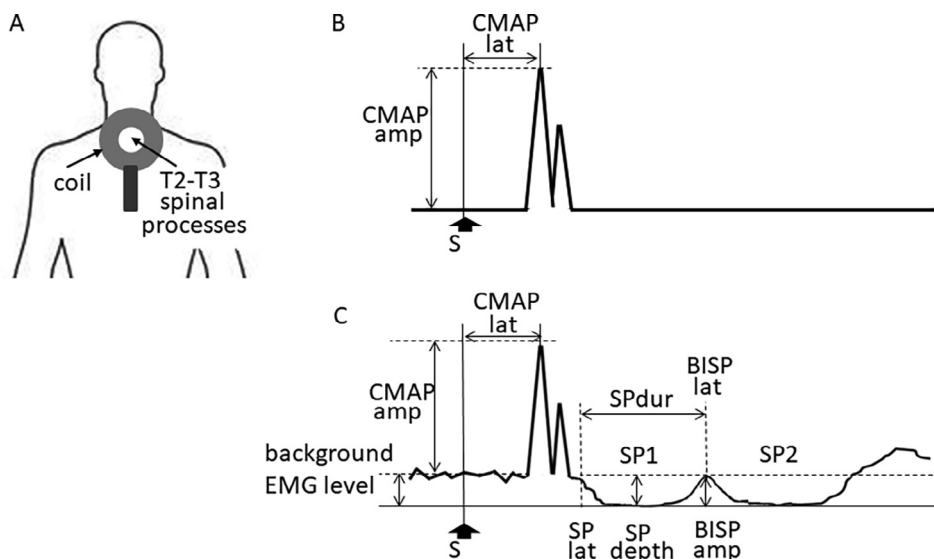 A
coil
T2-T3
spinal
processes
B
CMAP
lat
CMAP
amp
S
C
CMAP
lat
CMAP
amp
background
EMG level
SPdur
BISP
lat
SP1
SP2
S
SP
lat
SP
depth
BISP
amp